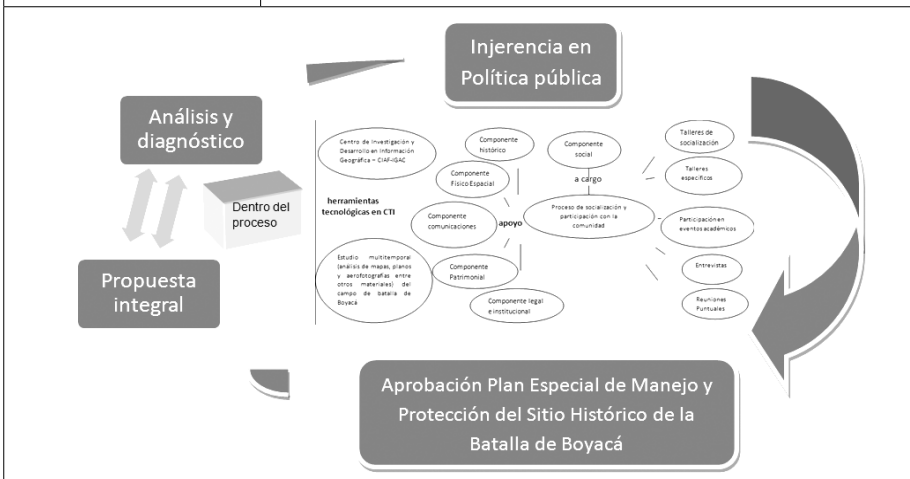 Injerencia en
Política pública
Análisis y
diagnóstico
Dentro del
proceso
Propuesta
integral
Centro de Investigación y
Desarrollo en Información
Geográfica – CIAF-IGAC
herramientas
tecnológicas en CTI
Estudio multitemporal
(análisis de mapas, planos
y aerofotografías entre
otros materiales) del
campo de batalla de
Boyacá
Componente
histórico
Componente
Físico Espacial
Componente
comunicaciones
apoyo
Componente
Patrimonial
Componente legal
e institucional
Componente
social
a cargo
Proceso de socialización y
participación con la
comunidad
Talleres de
socialización
Talleres
específicos
Participación en
eventos académicos
Entrevistas
Reuniones
Puntuales
Aprobación Plan Especial de Manejo y
Protección del Sitio Histórico de la
Batalla de Boyacá